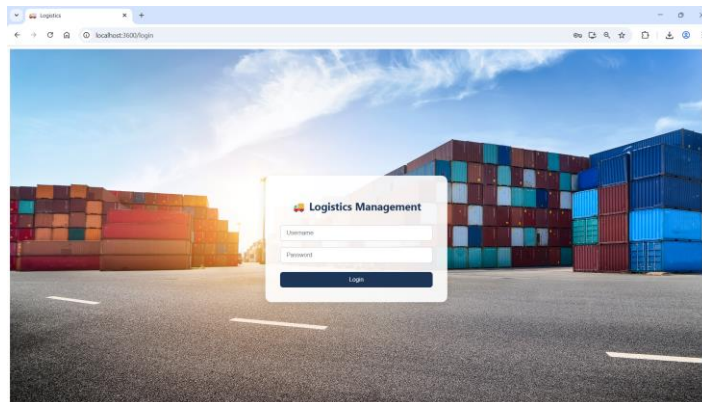 Logistics
localhost:3600/login
Logistics Management
Username
Password
Login